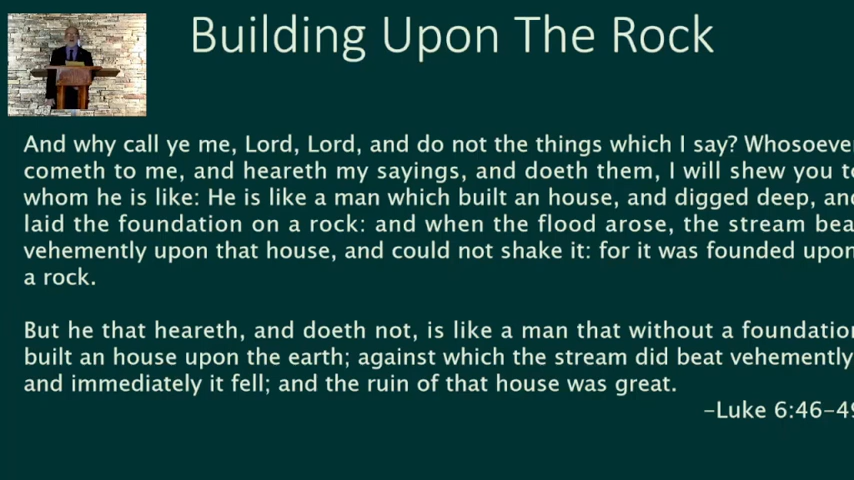 Building Upon The Rock
And why call ye me, Lord, Lord, and do not the things which I say? Whosoever
cometh to me, and heareth my sayings, and doeth them, I will shew you to
whom he is like: He is like a man which built an house, and digged deep, and
laid the foundation on a rock: and when the flood arose, the stream beat
vehemently upon that house, and could not shake it: for it was founded upon
a rock.
But he that heareth, and doeth not, is like a man that without a foundation
built an house upon the earth; against which the stream did beat vehemently,
and immediately it fell; and the ruin of that house was great.
–Luke 6:46–49